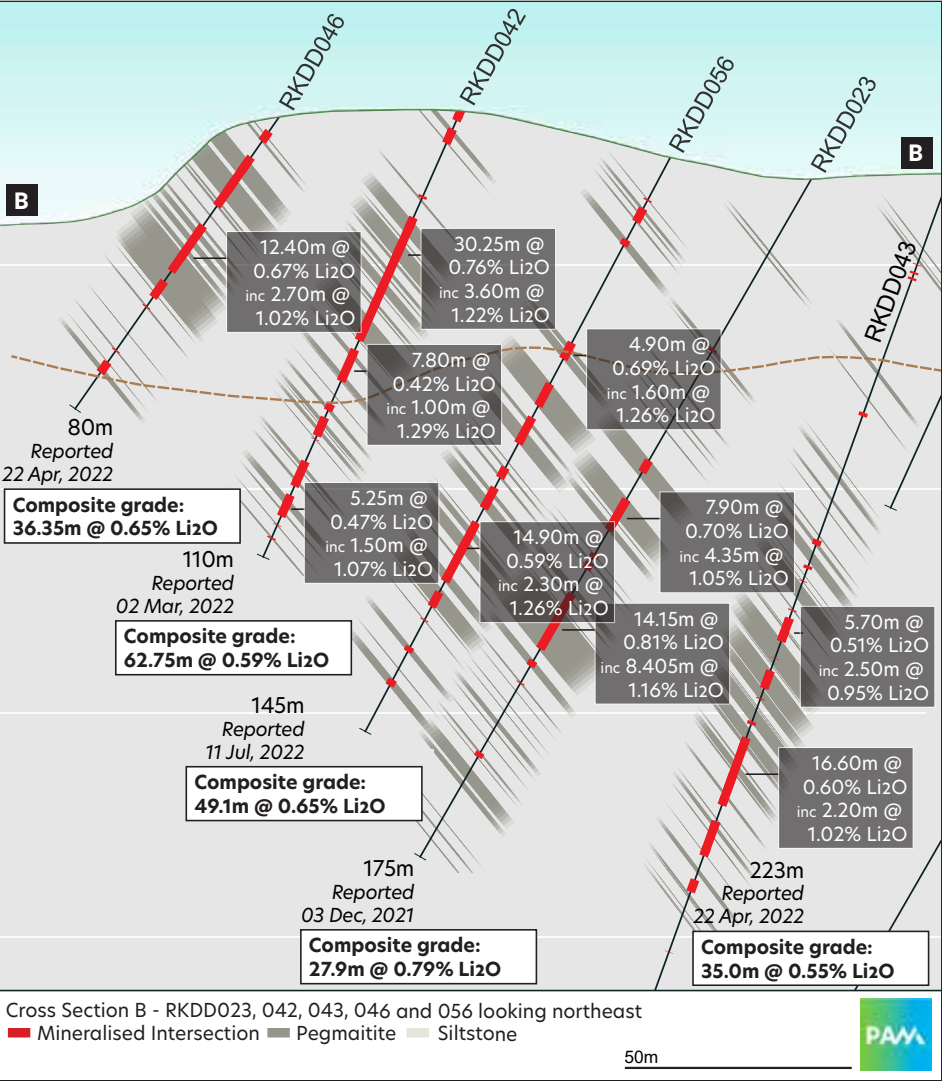 RKDD046
RKDD042
RKDD056
RKDD023
B
B
RKDD043
12.40m @
0.67% Li2O
inc 2.70m @
1.02% Li2O
30.25m @
0.76% Li2O
inc 3.60m @
1.22% Li2O
7.80m @
0.42% Li2O
inc 1.00m @
1.29% Li2O
4.90m @
0.69% Li2O
inc 1.60m @
1.26% Li2O
80m
Reported
22 Apr, 2022
Composite grade:
36.35m @ 0.65% Li2O
5.25m @
0.47% Li2O
inc 1.50m @
1.07% Li2O
14.90m @
0.59% Li2O
inc 2.30m @
1.26% Li2O
7.90m @
0.70% Li2O
inc 4.35m @
1.05% Li2O
110m
Reported
02 Mar, 2022
Composite grade:
62.75m @ 0.59% Li2O
14.15m @
0.81% Li2O
inc 8.405m @
1.16% Li2O
5.70m @
0.51% Li2O
inc 2.50m @
0.95% Li2O
145m
Reported
11 Jul, 2022
Composite grade:
49.1m @ 0.65% Li2O
16.60m @
0.60% Li2O
inc 2.20m @
1.02% Li2O
175m
Reported
03 Dec, 2021
Composite grade:
27.9m @ 0.79% Li2O
223m
Reported
22 Apr, 2022
Composite grade:
35.0m @ 0.55% Li2O
Cross Section B - RKDD023, 042, 043, 046 and 056 looking northeast
Mineralised Intersection Pegmaitite Siltstone
50m
PAM